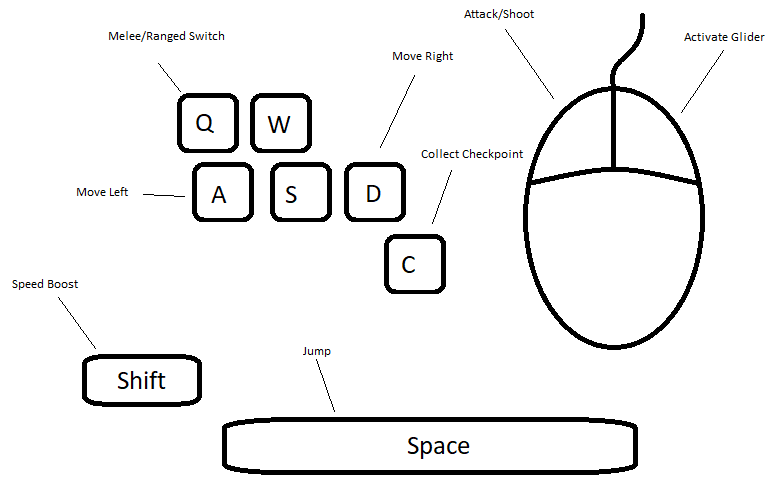 Attack/Shoot
Melee/Ranged Switch
Activate Glider
Move Right
Q
W
Collect Checkpoint
Move Left
A
S
D
C
Speed Boost
Jump
Shift
Space